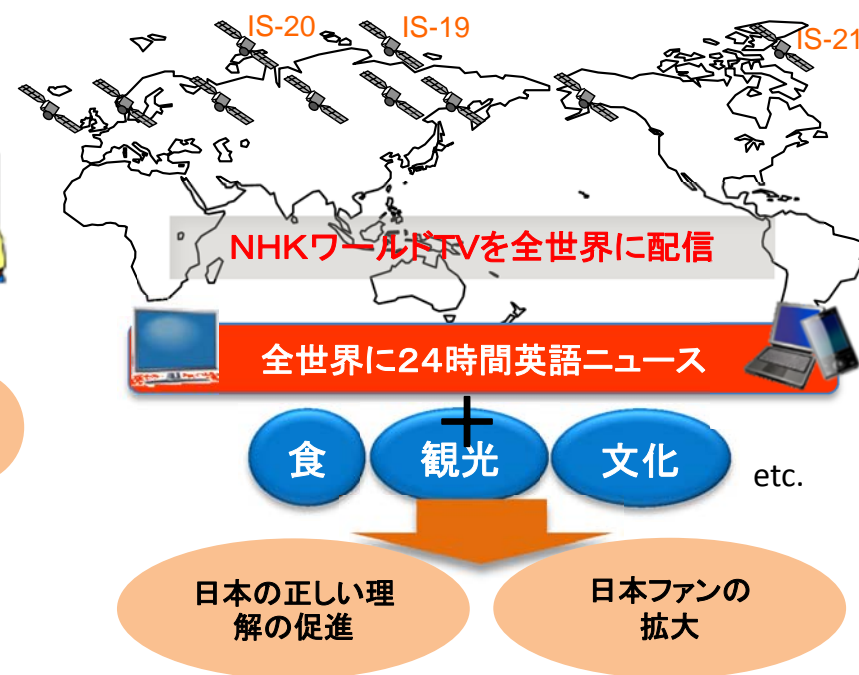 IS-20
IS-19
IS-21
NHKワールドTVを全世界に配信
全世界に24時間英語ニュース
+
食
観光
文化
etc.
日本の正しい理
解の促進
日本ファンの
拡大